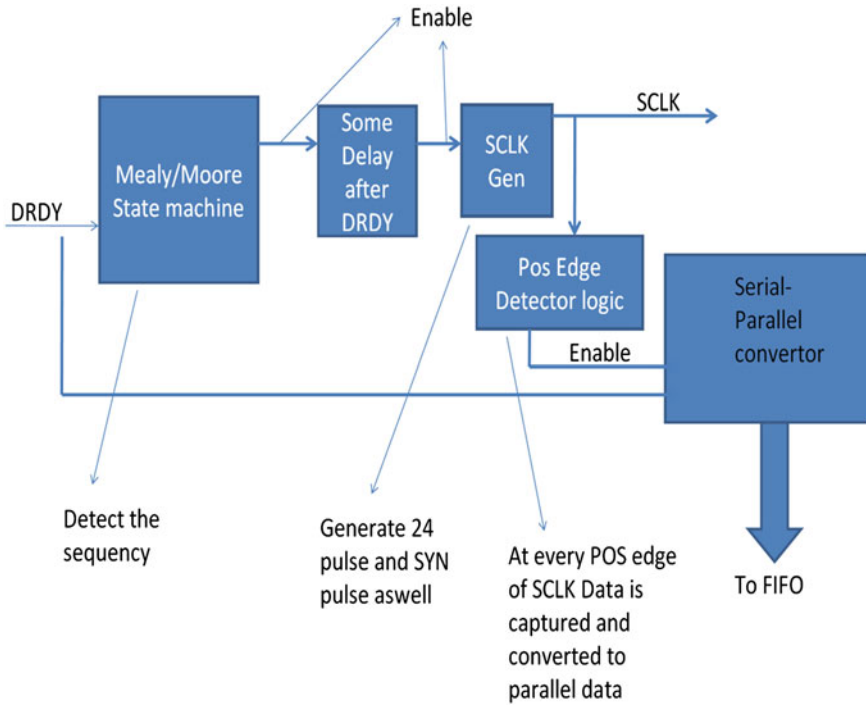 Enable
SCLK
Mealy/Moore
State machine
Some
Delay
after
DRDY
SCLK
Gen
DRDY
Pos Edge
Detector logic
Serial-
Parallel
convertor
Enable
Detect the
sequency
Generate 24
pulse and SYN
pulse aswell
At every POS edge
of SCLK Data is
captured and
converted to
parallel data
To FIFO